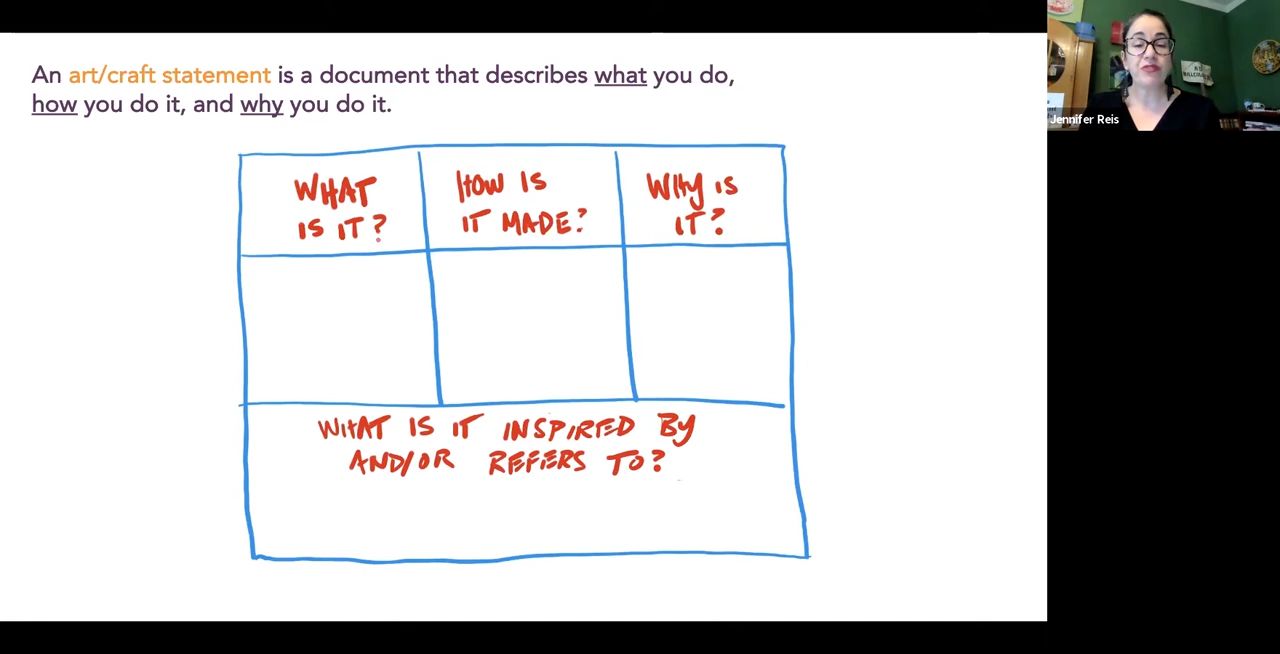 An art/craft statement is a document that describes what you do,
how you do it, and why you do it.
WHAT
IS IT?
HOW IS
IT MADE?
WHY IS
IT?
WHAT IS IT INSPIRED BY
AND/OR REFERS TO?
Jennifer Reis